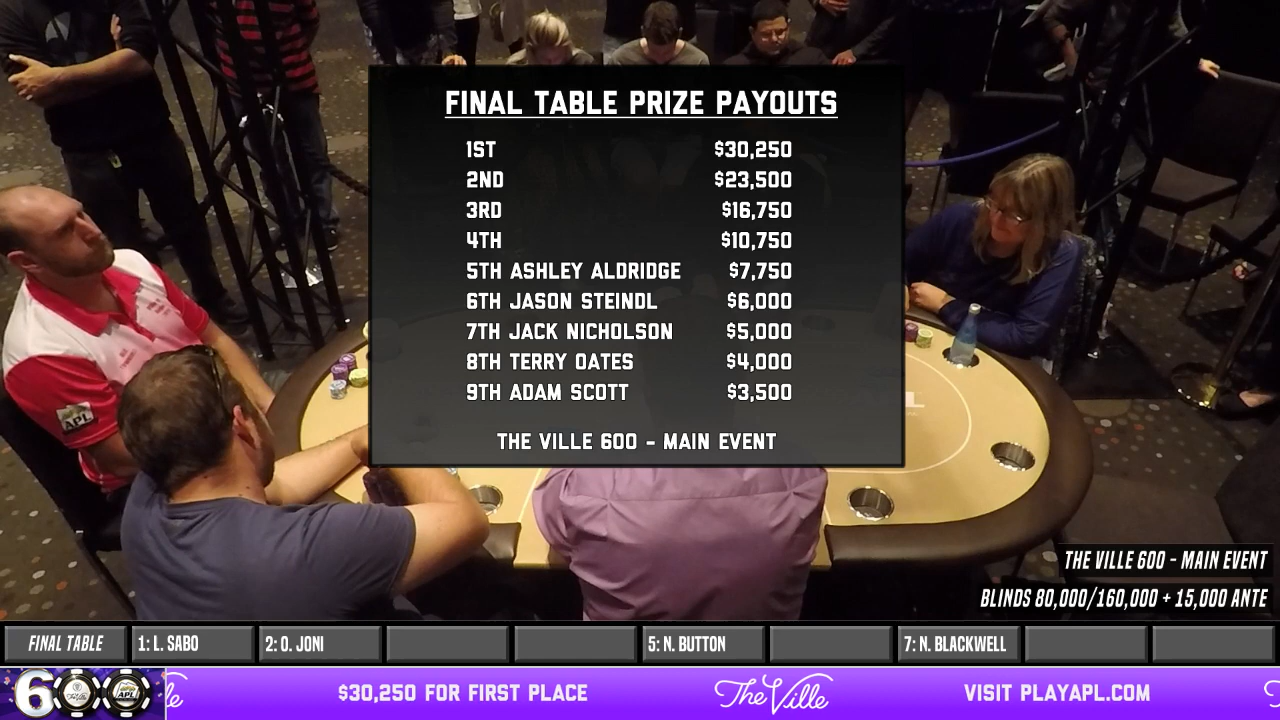 FINAL TABLE PRIZE PAYOUTS
1ST $30,250
2ND $23,500
3RD $16,750
4TH $10,750
5TH ASHLEY ALDRIDGE $7,750
6TH JASON STEINDL $6,000
7TH JACK NICHOLSON $5,000
8TH TERRY OATES $4,000
9TH ADAM SCOTT $3,500
THE VILLE 600 - MAIN EVENT
APL
THE VILLE 600 - MAIN EVENT
BLINDS 80,000/160,000 + 15,000 ANTE
FINAL TABLE 1: L. SABO 2: O. JONI 5: N. BUTTON 7: N. BLACKWELL
600 APL $30,250 FOR FIRST PLACE The Ville VISIT PLAYAPL.COM